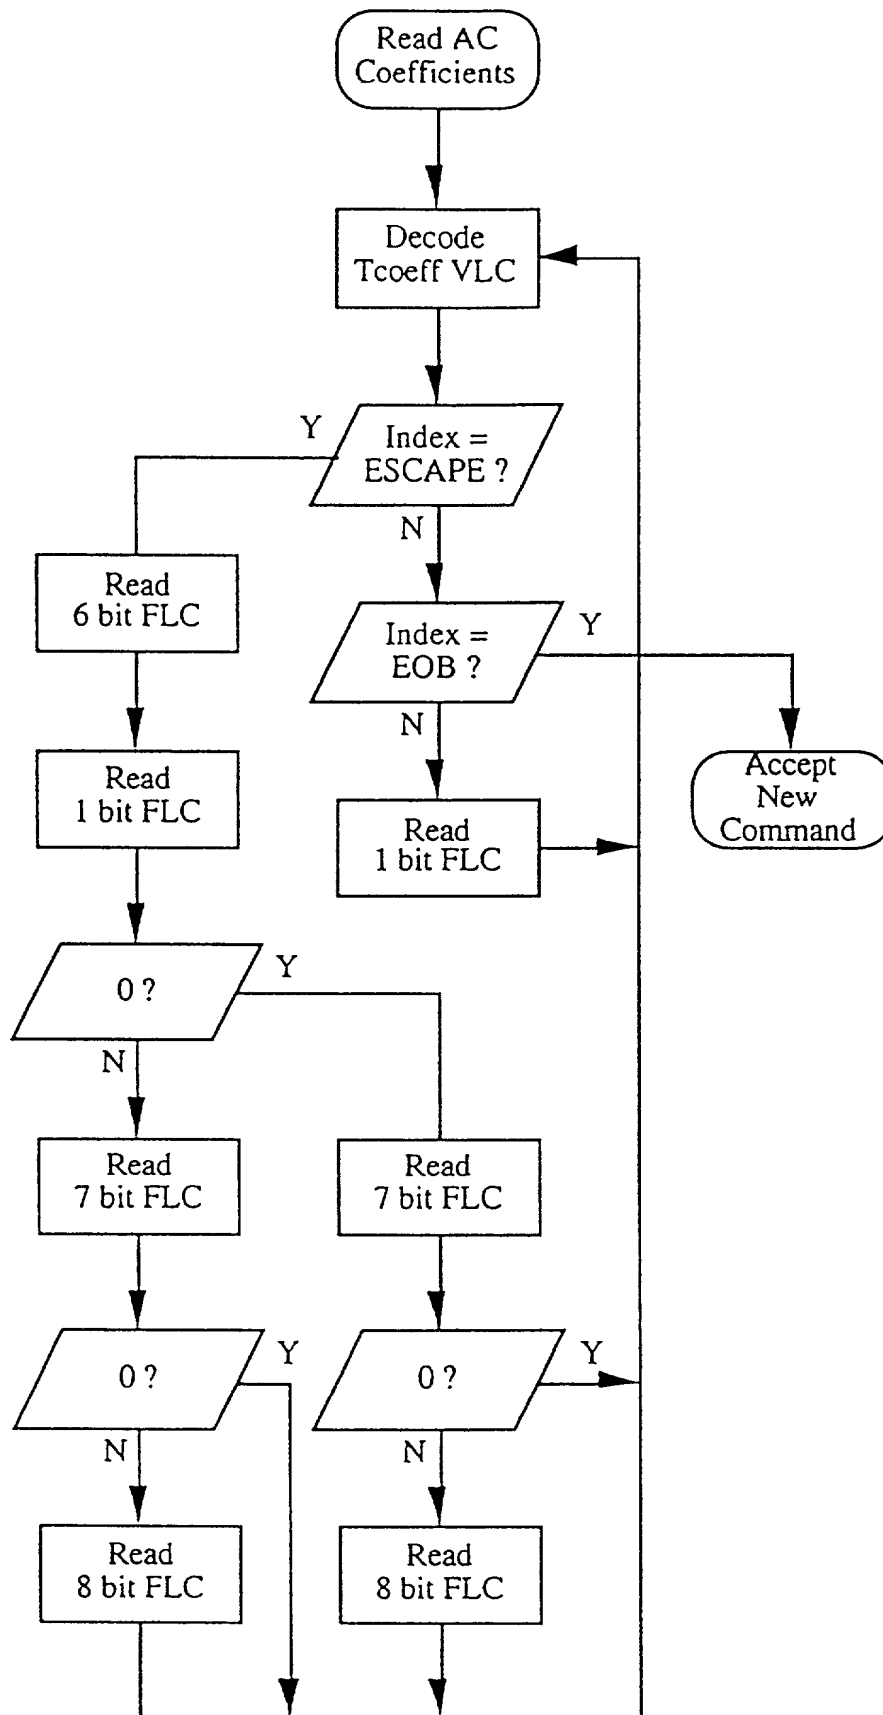 Read AC
Coefficients
Decode
Tcoeff VLC
Y
Index =
ESCAPE ?
N
Read
6 bit FLC
Index =
EOB ?
Y
N
Read
1 bit FLC
Read
1 bit FLC
Accept
New
Command
0 ?
Y
N
Read
7 bit FLC
Read
7 bit FLC
0 ?
Y
N
0 ?
Y
N
Read
8 bit FLC
Read
8 bit FLC